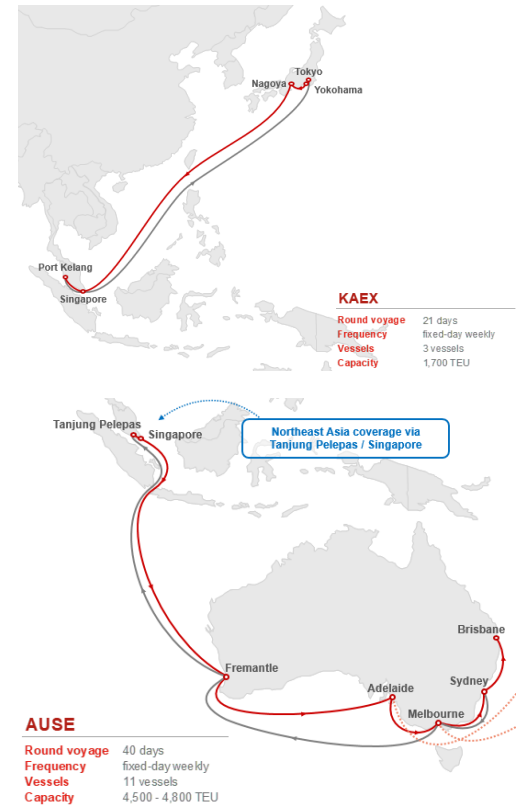 Tokyo
Nagoya
Yokohama
Port Kelang
Singapore
KAEX
Round voyage 21 days
Frequency fixed-day weekly
Vessels 3 vessels
Capacity 1,700 TEU
Tanjung Pelepas
Singapore
Northeast Asia coverage via
Tanjung Pelepas / Singapore
Brisbane
Fremantle
Adelaide
Sydney
Melbourne
AUSE
Round voyage 40 days
Frequency fixed-day weekly
Vessels 11 vessels
Capacity 4,500 - 4,800 TEU